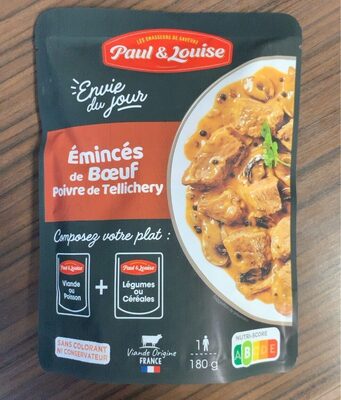 LES BRASSEURS DE SAVEURS
Paul & Louise
Envie
du jour
Émincés
de Bœuf
Poivre de Tellichery
Composez votre plat :
Paul & Louise
Viande
ou
Poisson
+
Paul & Louise
Légumes
ou
Céréales
SANS COLORANT
NI CONSERVATEUR
Viande Origine
FRANCE
1
180 g
NUTRI-SCORE
A B C D E